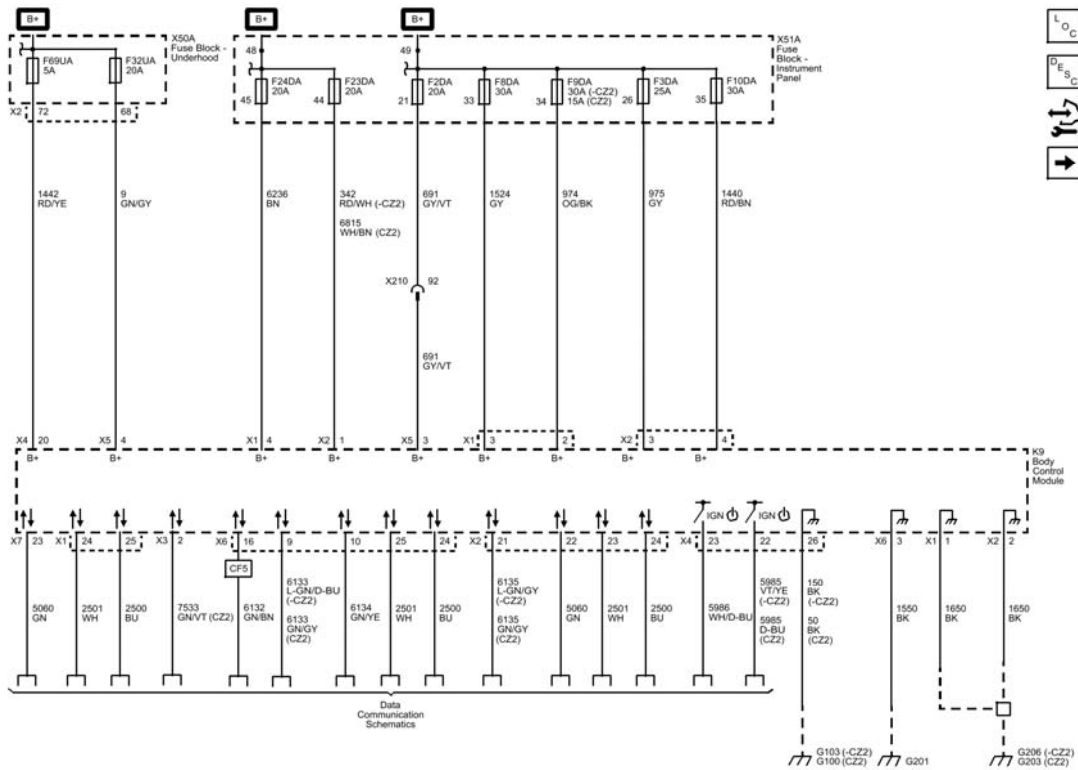 B+ B+ B+
X50A
Fuse Block -
Underhood
F69UA
5A
F32UA
20A
X2 72 68
48
49
X51A
Fuse
Block -
Instrument
Panel
F24DA
20A
F23DA
20A
F2DA
20A
F8DA
30A
F9DA
30A (-CZ2)
15A (CZ2)
F3DA
25A
F10DA
30A
45 44 21 33 34 26 35
LOC
DESC
1442
RD/YE
9
GN/GY
6236
BN
342
RD/WH (-CZ2)
6815
WH/BN (CZ2)
691
GY/VT
1524
GY
974
OG/BK
975
GY
1440
RD/BN
X210 92
691
GY/VT
X4 20 X5 4 X1 4 X2 1 X5 3 X1 3 2 X2 3 4
B+ B+ B+ B+ B+ B+ B+ B+ B+
K9
Body
Control
Module
IGN IGN
X7 23 X1 24 25 X3 2 X6 16 9 10 25 24 X2 21 22 23 24 X4 23 22 26 X6 3 X1 1 X2 2
CF5
5060
GN
2501
WH
2500
BU
7533
GN/VT (CZ2)
6132
GN/BN
6133
L-GN/D-BU
(-CZ2)
6133
GN/GY
(CZ2)
6134
GN/YE
2501
WH
2500
BU
6135
L-GN/GY
(-CZ2)
6135
GN/GY
(CZ2)
5060
GN
2501
WH
2500
BU
5986
WH/D-BU
5985
VT/YE
(-CZ2)
5985
D-BU
(CZ2)
150
BK
(-CZ2)
50
BK
(CZ2)
1550
BK
1650
BK
1650
BK
Data
Communication
Schematics
G103 (-CZ2)
G100 (CZ2)
G201
G206 (-CZ2)
G203 (CZ2)